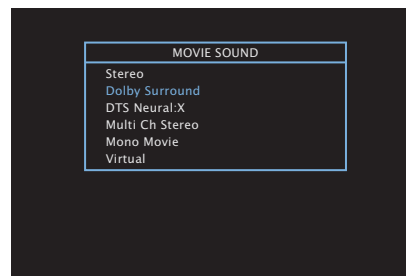 MOVIE SOUND
Stereo
Dolby Surround
DTS Neural:X
Multi Ch Stereo
Mono Movie
Virtual